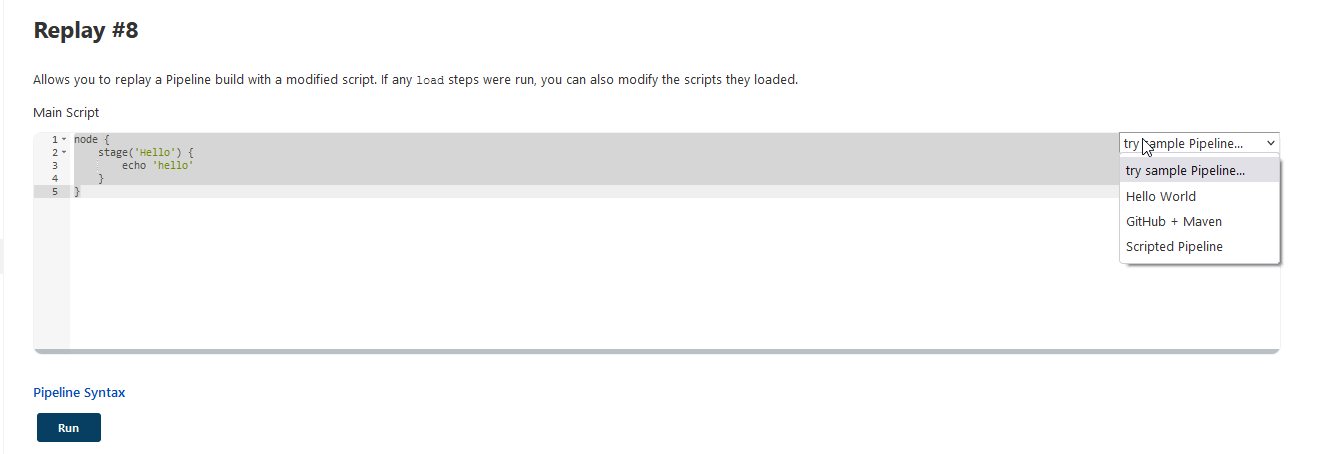 Replay #8
Allows you to replay a Pipeline build with a modified script. If any load steps were run, you can also modify the scripts they loaded.
Main Script
1 node {
2     stage('Hello') {
3         echo 'hello'
4     }
5 }
try sample Pipeline...
try sample Pipeline...
Hello World
GitHub + Maven
Scripted Pipeline
Pipeline Syntax
Run